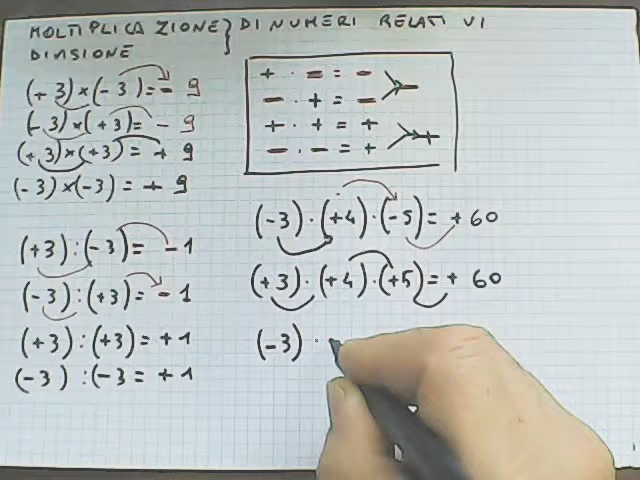 MOLTIPLICAZIONE } DI NUMERI RELATIVI
DIVISIONE
(+3)×(-3)=- 9
(-3)×(+3)= - 9
(+3)×(+3)= + 9
(-3)×(-3)= + 9
(+3):(-3)= -1
(-3):(+3)= -1
(+3):(+3)=+1
(-3):(-3=+1
+ · - = -
- · + = -
+ · + = +
- · - = +
(-3)·(+4)·(-5)=+60
(+3)·(+4)·(+5)=+ 60
(-3) ·